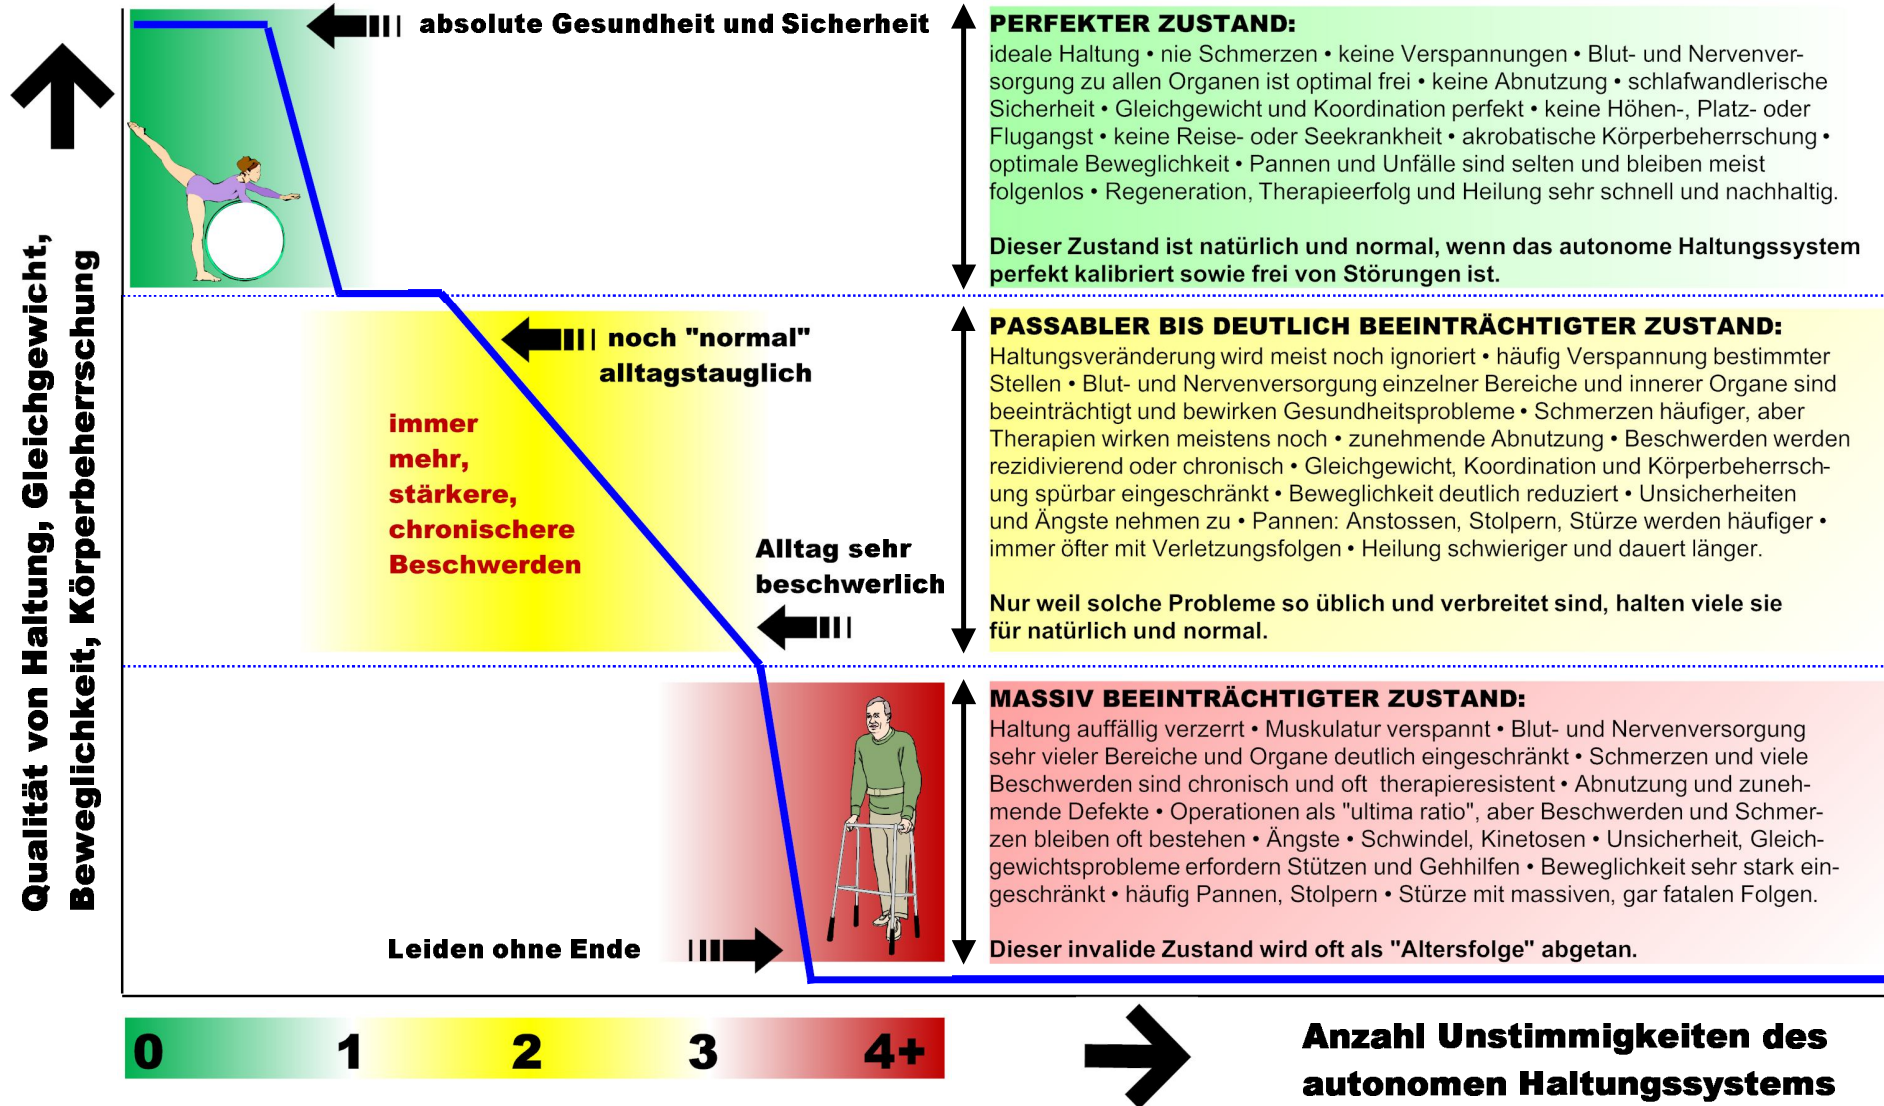 Qualität von Haltung, Gleichgewicht,
Beweglichkeit, Körperbeherrschung
absolute Gesundheit und Sicherheit
PERFEKTER ZUSTAND:
ideale Haltung • nie Schmerzen • keine Verspannungen • Blut- und Nervenver-
sorgung zu allen Organen ist optimal frei • keine Abnutzung • schlafwandlerische
Sicherheit • Gleichgewicht und Koordination perfekt • keine Höhen-, Platz- oder
Flugangst • keine Reise- oder Seekrankheit • akrobatische Körperbeherrschung •
optimale Beweglichkeit • Pannen und Unfälle sind selten und bleiben meist
folgenlos • Regeneration, Therapieerfolg und Heilung sehr schnell und nachhaltig.
Dieser Zustand ist natürlich und normal, wenn das autonome Haltungssystem
perfekt kalibriert sowie frei von Störungen ist.
noch "normal"
alltagstauglich
immer
mehr,
stärkere,
chronischere
Beschwerden
Alltag sehr
beschwerlich
PASSABLER BIS DEUTLICH BEEINTRÄCHTIGTER ZUSTAND:
Haltungsveränderung wird meist noch ignoriert • häufig Verspannung bestimmter
Stellen • Blut- und Nervenversorgung einzelner Bereiche und innerer Organe sind
beeinträchtigt und bewirken Gesundheitsprobleme • Schmerzen häufiger, aber
Therapien wirken meistens noch • zunehmende Abnutzung • Beschwerden werden
rezidivierend oder chronisch • Gleichgewicht, Koordination und Körperbeherrsch-
ung spürbar eingeschränkt • Beweglichkeit deutlich reduziert • Unsicherheiten
und Ängste nehmen zu • Pannen: Anstossen, Stolpern, Stürze werden häufiger •
immer öfter mit Verletzungsfolgen • Heilung schwieriger und dauert länger.
Nur weil solche Probleme so üblich und verbreitet sind, halten viele sie
für natürlich und normal.
Leiden ohne Ende
MASSIV BEEINTRÄCHTIGTER ZUSTAND:
Haltung auffällig verzerrt • Muskulatur verspannt • Blut- und Nervenversorgung
sehr vieler Bereiche und Organe deutlich eingeschränkt • Schmerzen und viele
Beschwerden sind chronisch und oft therapieresistent • Abnutzung und zuneh-
mende Defekte • Operationen als "ultima ratio", aber Beschwerden und Schmer-
zen bleiben oft bestehen • Ängste • Schwindel, Kinetosen • Unsicherheit, Gleich-
gewichtsprobleme erfordern Stützen und Gehhilfen • Beweglichkeit sehr stark ein-
geschränkt • häufig Pannen, Stolpern • Stürze mit massiven, gar fatalen Folgen.
Dieser invalide Zustand wird oft als "Altersfolge" abgetan.
0 1 2 3 4+
Anzahl Unstimmigkeiten des
autonomen Haltungssystems